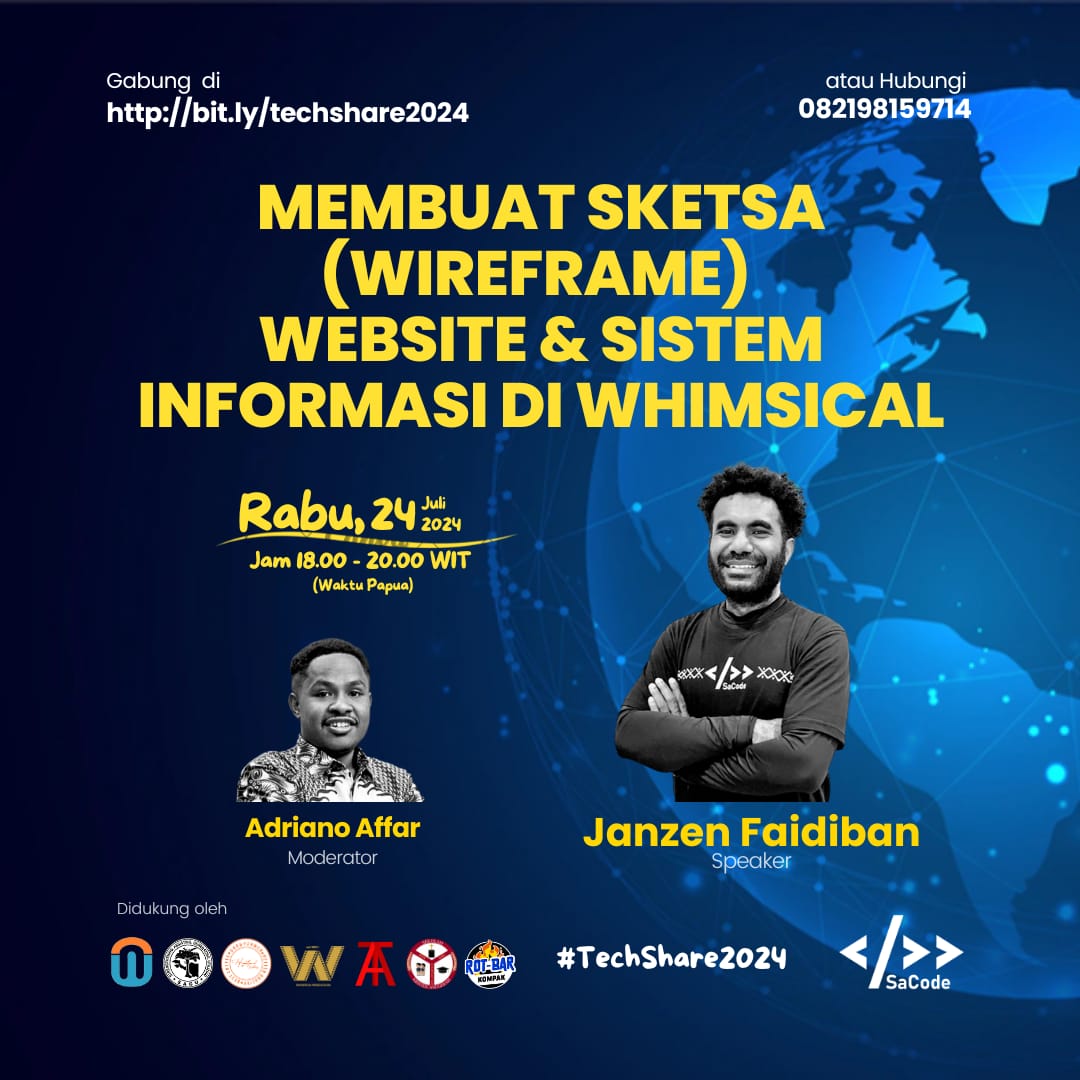 Gabung di
http://bit.ly/techshare2024
atau Hubungi
082198159714
MEMBUAT SKETSA
(WIREFRAME)
WEBSITE & SISTEM
INFORMASI DI WHIMSICAL
Rabu, 24 Juli 2024
Jam 18.00 - 20.00 WIT
(Waktu Papua)
</>>
SaCode
Adriano Affar
Moderator
Janzen Faidiban
Speaker
Didukung oleh
ROT-BAR
KOMPAK
#TechShare2024
</>>
SaCode